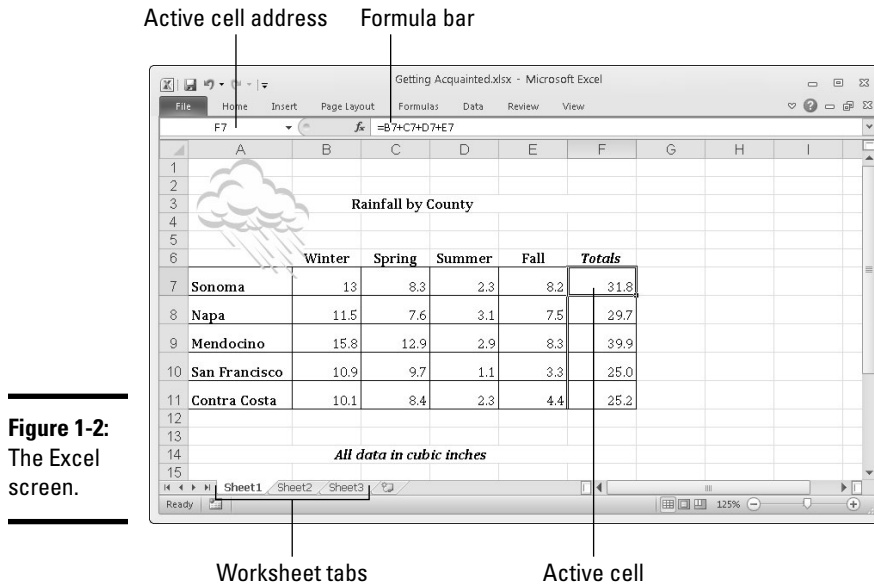 Active cell address Formula bar
Getting Acquainted.xlsx - Microsoft Excel
File Home Insert Page Layout Formulas Data Review View
F7 fx =B7+C7+D7+E7
A B C D E F G H I
1
2
3 Rainfall by County
4
5
6 Winter Spring Summer Fall Totals
7 Sonoma 13 8.3 2.3 8.2 31.8
8 Napa 11.5 7.6 3.1 7.5 29.7
9 Mendocino 15.8 12.9 2.9 8.3 39.9
10 San Francisco 10.9 9.7 1.1 3.3 25.0
11 Contra Costa 10.1 8.4 2.3 4.4 25.2
12
13
14 All data in cubic inches
15
Sheet1 Sheet2 Sheet3
Ready 125%
Figure 1-2:
The Excel
screen.
Worksheet tabs Active cell